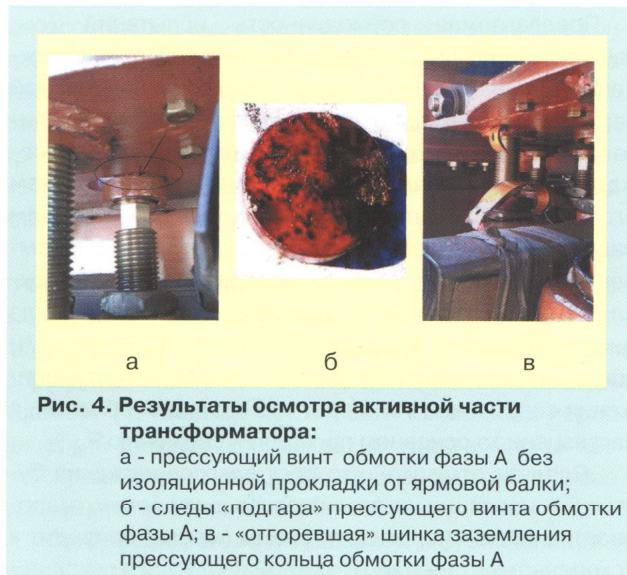 а
б
в
Рис. 4. Результаты осмотра активной части
трансформатора:
а - прессующий винт обмотки фазы А без
изоляционной прокладки от ярмовой балки;
б - следы «подгара» прессующего винта обмотки
фазы А; в - «отгоревшая» шинка заземления
прессующего кольца обмотки фазы А